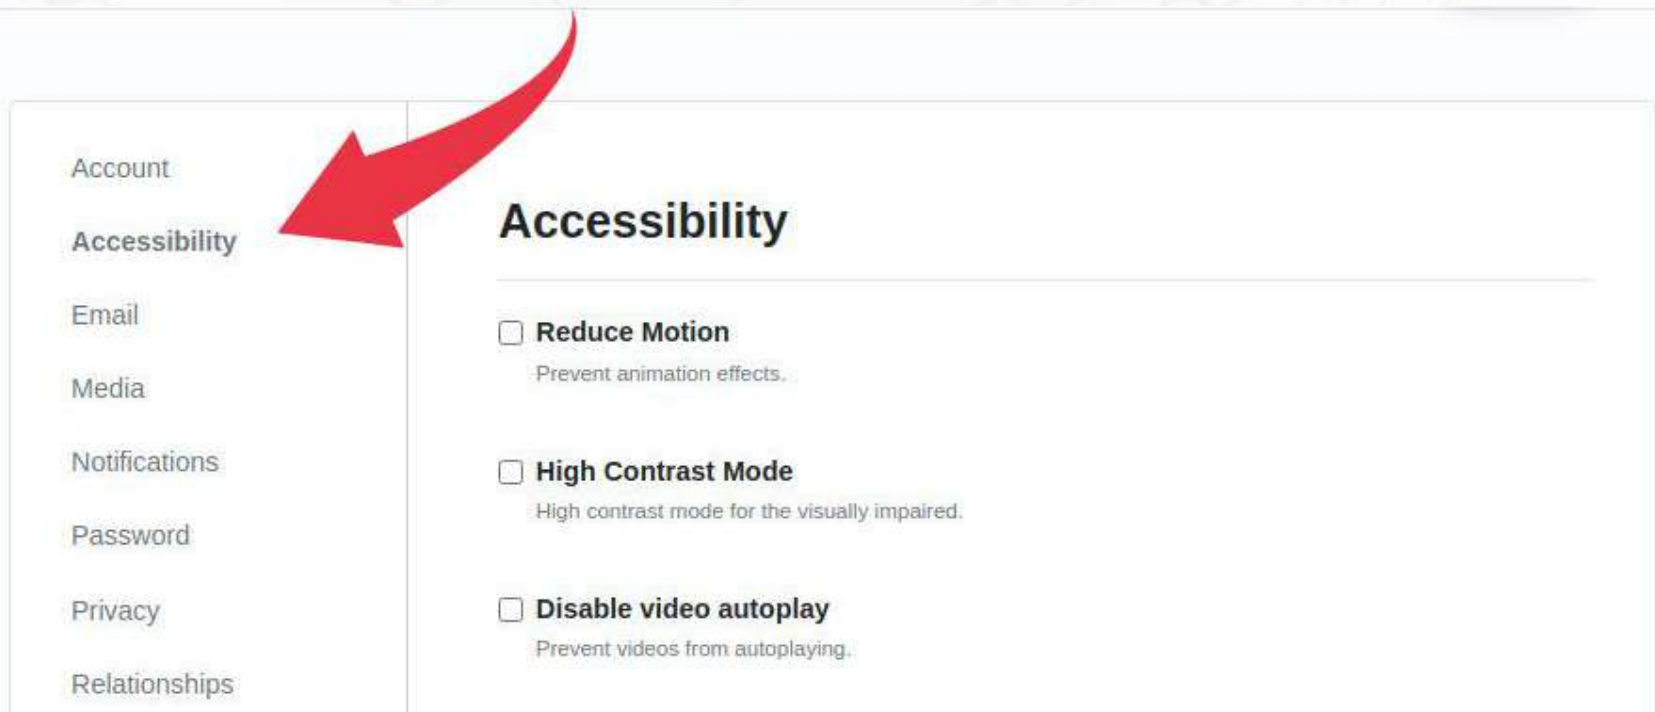 Account
Accessibility
Email
Media
Notifications
Password
Privacy
Relationships
Accessibility
Reduce Motion
Prevent animation effects.
High Contrast Mode
High contrast mode for the visually impaired.
Disable video autoplay
Prevent videos from autoplaying.